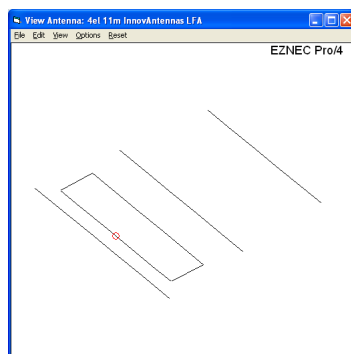 View Antenna: 4el 11m InnovAntennas LFA
File Edit View Options Reset
EZNEC Pro/4